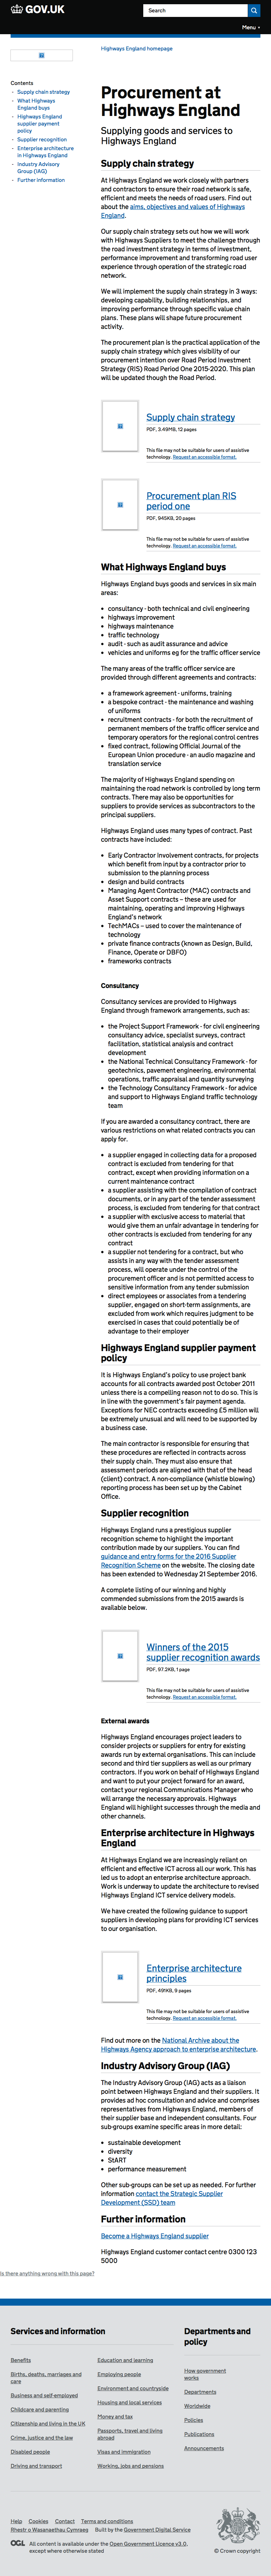 GOV.UK
Search
Menu
Highways England homepage
Contents
Supply chain strategy
What Highways
England buys
Highways England
supplier payment
policy
Supplier recognition
Enterprise architecture
in Highways England
Industry Advisory
Group (IAG)
Further information
Procurement at
Highways England
Supplying goods and services to
Highways England
Supply chain strategy
At Highways England we work closely with partners
and contractors to ensure their road network is safe,
efficient and meets the needs of road users. Find out
about the aims, objectives and values of Highways
England.
Our supply chain strategy sets out how we will work
with Highways Suppliers to meet the challenge through
the road investment strategy of improving
performance, investment and transforming road user
experience through operation of the strategic road
network.
We will implement the supply chain strategy in 3 ways:
developing capability, building relationships, and
improving performance through specific value chain
plans. These plans will shape future procurement
activity.
The procurement plan is the practical application of the
supply chain strategy which gives visibility of our
procurement intention over Road Period Investment
Strategy (RIS) Road Period One 2015-2020. This plan
will be updated through the Road Period.
Supply chain strategy
PDF, 3.49MB, 12 pages
This file may not be suitable for users of assistive
technology. Request an accessible format.
Procurement plan RIS
period one
PDF, 945KB, 20 pages
This file may not be suitable for users of assistive
technology. Request an accessible format.
What Highways England buys
Highways England buys goods and services in six main
areas:
consultancy - both technical and civil engineering
highways improvement
highways maintenance
traffic technology
audit - such as asset assurance and advice
vehicles and uniforms eg for the traffic officer service
The many areas of the traffic officer service are
provided through different agreements and contracts:
a framework agreement - uniforms, training
a bespoke contract - the maintenance and washing
of uniforms
recruitment contracts - for both the recruitment of
permanent members of the traffic officer service and
temporary operators for the regional control centres
fixed contract, following Official Journal of the
European Union procedure - an audio magazine and
translation service
The majority of Highways England spending on
maintaining the road network is controlled by long term
contracts. There may also be opportunities for
suppliers to progress as subcontractors to the
principal suppliers.
Highways England uses many types of contract. Past
contracts have included:
Early Contractor Involvement contracts, for projects
which benefit from input by a contractor prior to
submission to the planning process
design and build contracts
Managing Agent Contractor (MAC) contracts and
Asset Support contracts – these are used for
maintaining, operating and improving Highways
England's network
TechMACs – used to cover the maintenance of
technology
private finance contracts (known as Design, Build,
Finance, Operate or DBFO)
frameworks contracts
Consultancy
Consultancy services are provided to Highways
England through framework arrangements, such as:
the Project Support Framework - for civil engineering
consultancy advice, specialist surveys, contract
facilitation, statistical analysis and contract
development
the National Technical Consultancy Framework - for
geotechnics, pavement engineering, environmental
operations, traffic appraisal and quantity surveying
the Technology Consultancy Framework - for advice
and support to Highways England traffic technology
team
If you are awarded a consultancy contract, there are
various restrictions on what related contracts you can
apply for.
a supplier engaged in collecting data for a proposed
contract is excluded from tendering for that
contract, as is a supplier providing information on a
current maintenance contract
a supplier assisting with the compilation of contract
documents, or in any part of the tender assessment
process, is excluded from tendering for that contract
a supplier with exclusive access to material that
would give them an unfair advantage in tendering for
other contracts is excluded from tendering for any
contract
a supplier not tendering for a contract, but who
assists in any way with the tender assessment
process, will operate under the control of the
procurement officer and is not permitted access to
sensitive information from any tender submission
direct employees or associates from a tendering
supplier, engaged on short-term assignments, are
excluded from work which requires judgment to be
exercised in cases that could potentially be of
advantage to their employer
Highways England supplier payment
policy
It is Highways England's policy to use project bank
accounts for all contracts awarded post October 2011
unless there is a compelling reason not to do so. This is
in line with the government's fair payment agenda.
Exceptions for NEC contracts exceeding £5 million will
be extremely unusual and will need to be backed by a
business case.
The main contractor is responsible for ensuring that
these terms and conditions are reflected across their
supply chain. They must also ensure that
assessment periods are aligned with those of the head
(client) contract. A non-compliance (whistle blowing)
reporting process has been set up by the Cabinet
Office.
Supplier recognition
Highways England runs a prestigious supplier
recognition scheme to highlight the important
contribution made by our suppliers. You can find
guidance and entry forms for the 2016 Supplier
Recognition Scheme on the website. The closing date
has been extended to Wednesday 21 September 2016.
A complete listing of our winning and highly
commended submissions from the 2015 awards is
available below.
Winners of the 2015
supplier recognition awards
PDF, 97.2KB, 1 page
This file may not be suitable for users of assistive
technology. Request an accessible format.
External awards
Highways England encourages project leaders to
consider projects or suppliers for entry for existing
awards run by external organisations. This can include
second and third tier suppliers as well as our primary
contractors. If you win on behalf of Highways England
and want to put your project forward for an award,
contact your regional Communications Manager who
will arrange the necessary approvals. Highways
England will highlight successes through the media and
other channels.
Enterprise architecture in Highways
England
At Highways England we are increasingly reliant on
efficient and effective ICT across all our work. This has
led us to adopt an enterprise architecture approach.
Work is underway to update the architecture to revised
Highways England ICT service delivery models.
We have created the following guidance to support
suppliers in developing plans for providing ICT services
to our organisation.
Enterprise architecture
principles
PDF, 491KB, 9 pages
This file may not be suitable for users of assistive
technology. Request an accessible format.
Find out more on the National Archive about the
Highways Agency approach to enterprise architecture.
Industry Advisory Group (IAG)
The Industry Advisory Group (IAG) acts as a liaison
point between Highways England and their suppliers. It
provides ad hoc consultation and advice and comprises
representatives from Highways England, members of
their supplier chain and independent consultants. Four
sub-groups can assume different degrees of other
interests:
sustainable development
diversity
StART
performance measurement
Other sub-groups can be set up as needed. For further
information contact the Strategic Supplier
Development (SSD) team
Further information
Become a Highways England supplier
Highways England customer contact centre 0300 123
5000
Is there anything wrong with this page?
Services and information
Benefits
Births, deaths, marriages and
care
Business and self-employed
Childcare and parenting
Citizenship and living in the UK
Crime, justice and the law
Disabled people
Driving and transport
Education and learning
Employing people
Environment and countryside
Housing and local services
Money and tax
Passports, travel and living
abroad
Visas and immigration
Working, jobs and pensions
Departments and
policy
How government
works
Departments
Worldwide
Policies
Publications
Announcements
Help Cookies Contact Terms and conditions
Rhestr o Wasanaethau Cymraeg Built by the Government Digital Service
OGL All content is available under the Open Government Licence v3.0,
except where otherwise stated
© Crown copyright